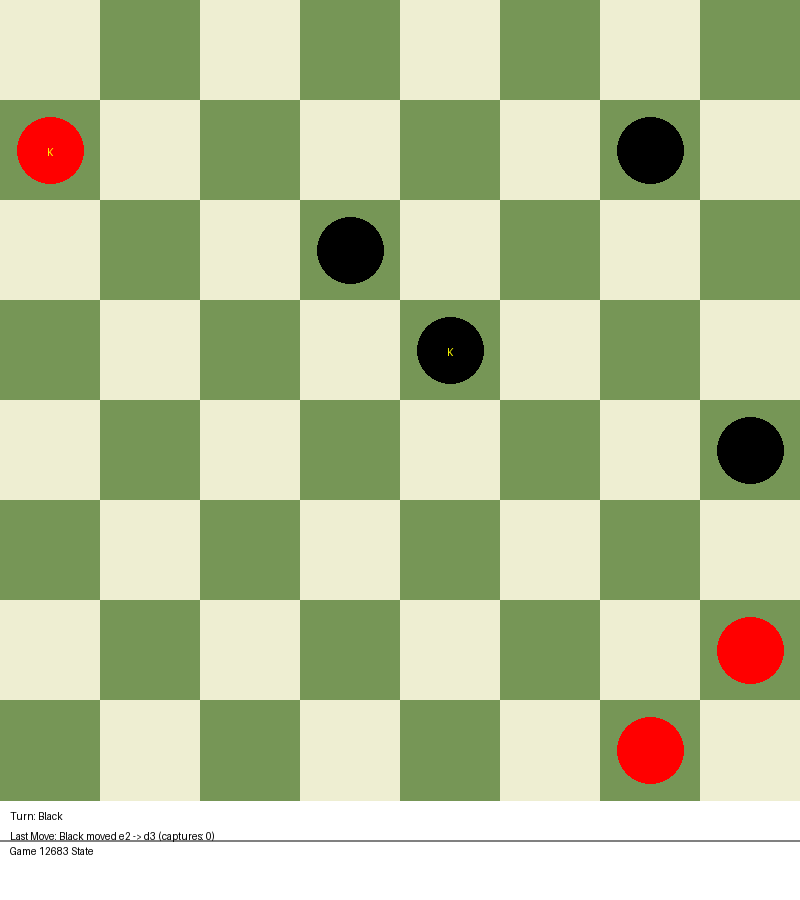 K
K
Turn: Black
Last Move: Black moved e2 -> d3 (captures: 0)
Game 12683 State